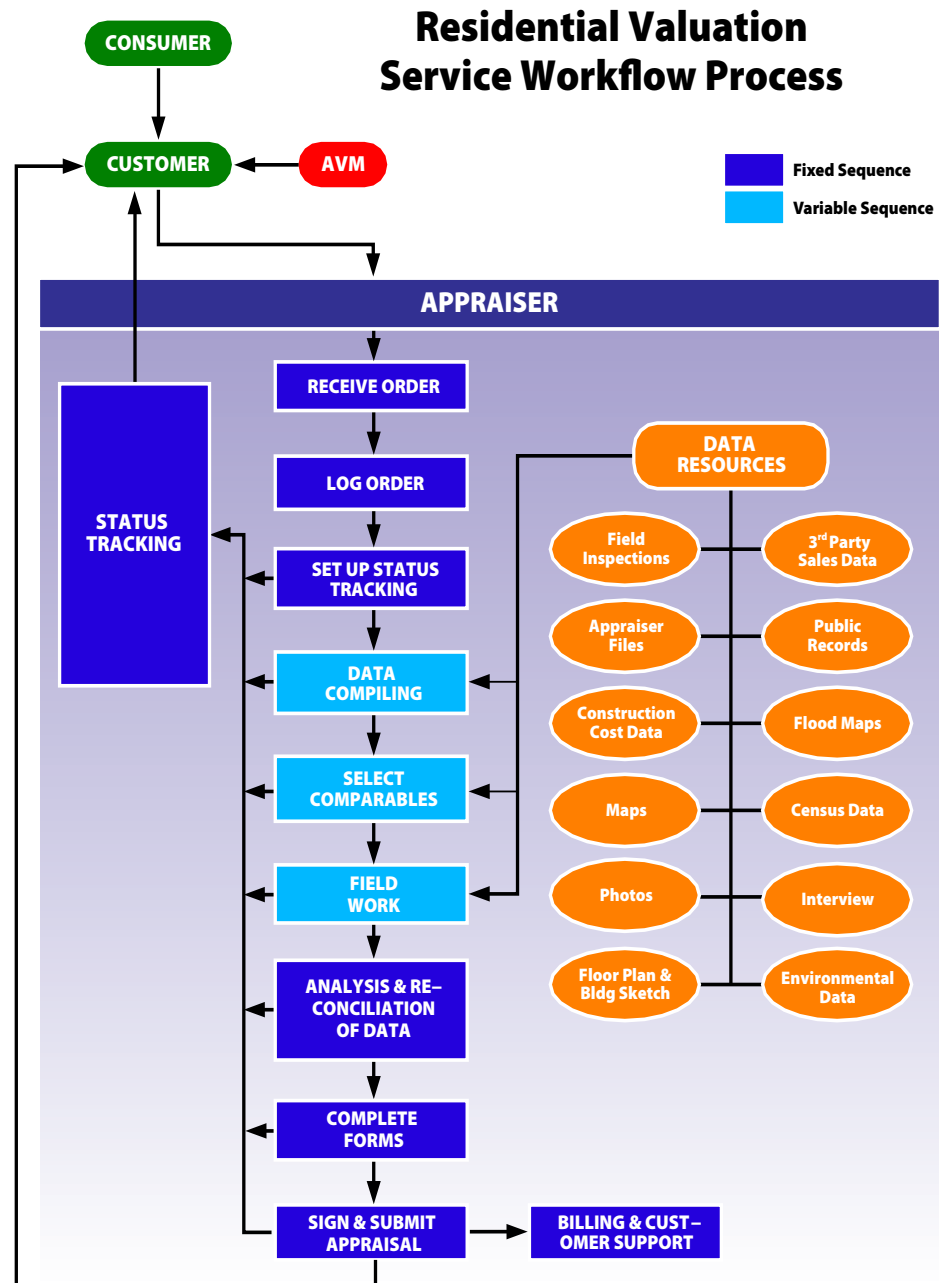 Residential Valuation
Service Workflow Process
CONSUMER
CUSTOMER
AVM
Fixed Sequence
Variable Sequence
APPRAISER
RECEIVE ORDER
LOG ORDER
SET UP STATUS
TRACKING
DATA
COMPILING
SELECT
COMPARABLES
FIELD
WORK
ANALYSIS & RE–
CONCILIATION
OF DATA
COMPLETE
FORMS
SIGN & SUBMIT
APPRAISAL
BILLING & CUST–
OMER SUPPORT
STATUS
TRACKING
DATA
RESOURCES
Field
Inspections
3rd Party
Sales Data
Appraiser
Files
Public
Records
Construction
Cost Data
Flood Maps
Maps
Census Data
Photos
Interview
Floor Plan &
Bldg Sketch
Environmental
Data